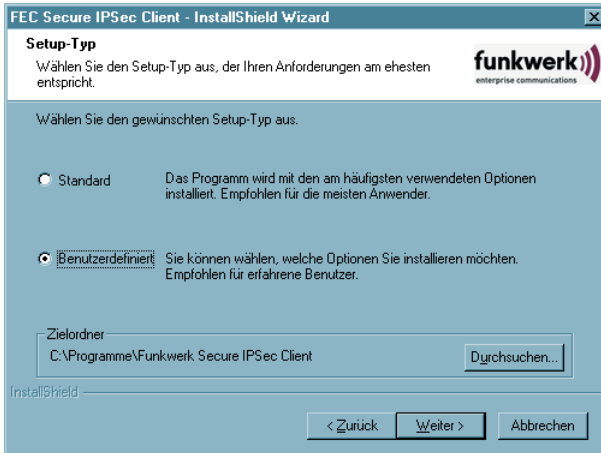 FEC Secure IPSec Client - InstallShield Wizard
Setup-Typ
Wählen Sie den Setup-Typ aus, der Ihren Anforderungen am ehesten
entspricht.
funkwerk
enterprise communications
Wählen Sie den gewünschten Setup-Typ aus.
Standard
Das Programm wird mit den am häufigsten verwendeten Optionen
installiert. Empfohlen für die meisten Anwender.
Benutzerdefiniert
Sie können wählen, welche Optionen Sie installieren möchten.
Empfohlen für erfahrene Benutzer.
Zielordner
C:\Programme\Funkwerk Secure IPSec Client
Durchsuchen...
InstallShield
< Zurück
Weiter >
Abbrechen